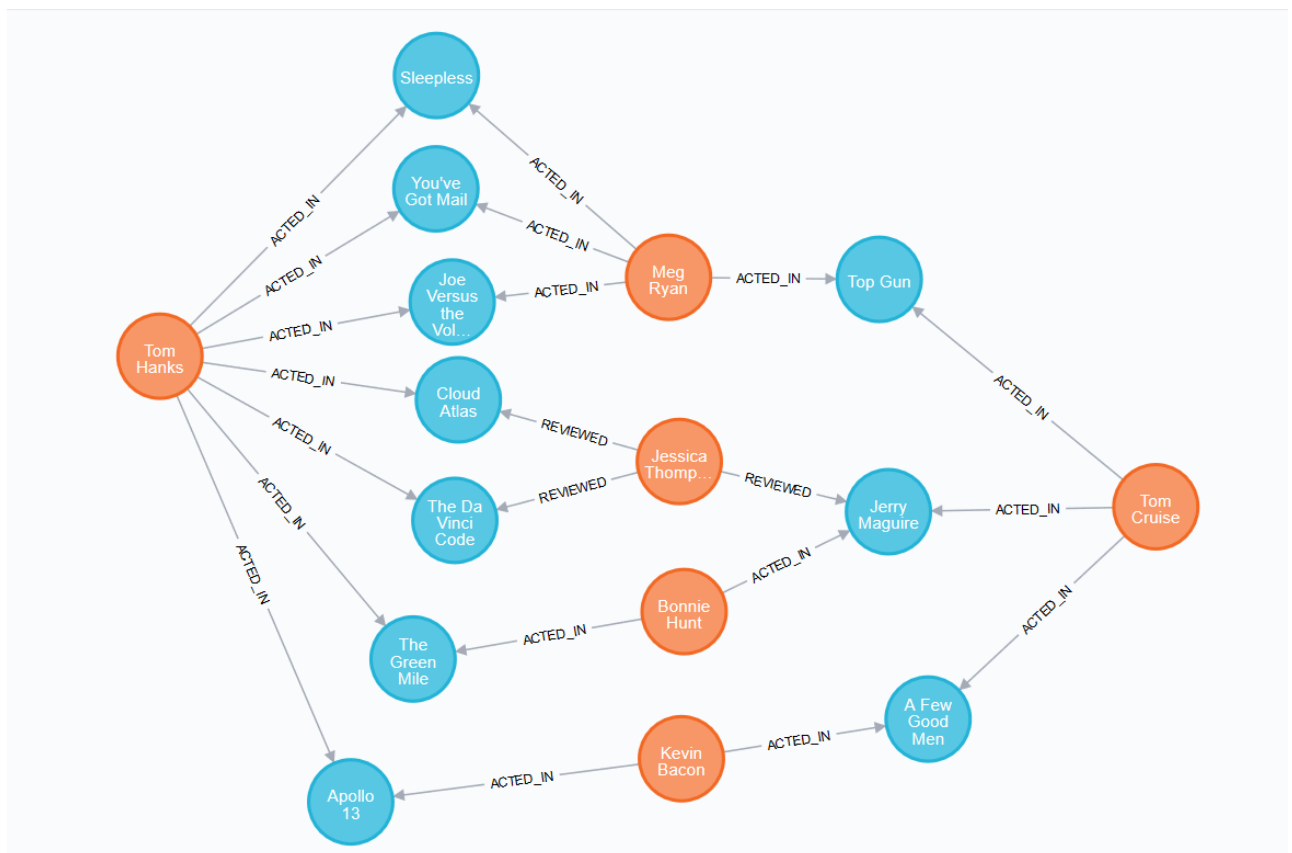 Sleepless
ACTED_IN
ACTED_IN
You've
Got Mail
ACTED_IN
ACTED_IN
Meg
Ryan
ACTED_IN
Top Gun
Joe
Versus
the
Vol...
ACTED_IN
ACTED_IN
Tom
Hanks
ACTED_IN
Cloud
Atlas
ACTED_IN
REVIEWED
Jessica
Thomp...
REVIEWED
ACTED_IN
REVIEWED
The Da
Vinci
Code
Jerry
Maguire
ACTED_IN
Tom
Cruise
ACTED_IN
ACTED_IN
ACTED_IN
Bonnie
Hunt
ACTED_IN
ACTED_IN
The
Green
Mile
A Few
Good
Men
ACTED_IN
Kevin
Bacon
ACTED_IN
Apollo
13